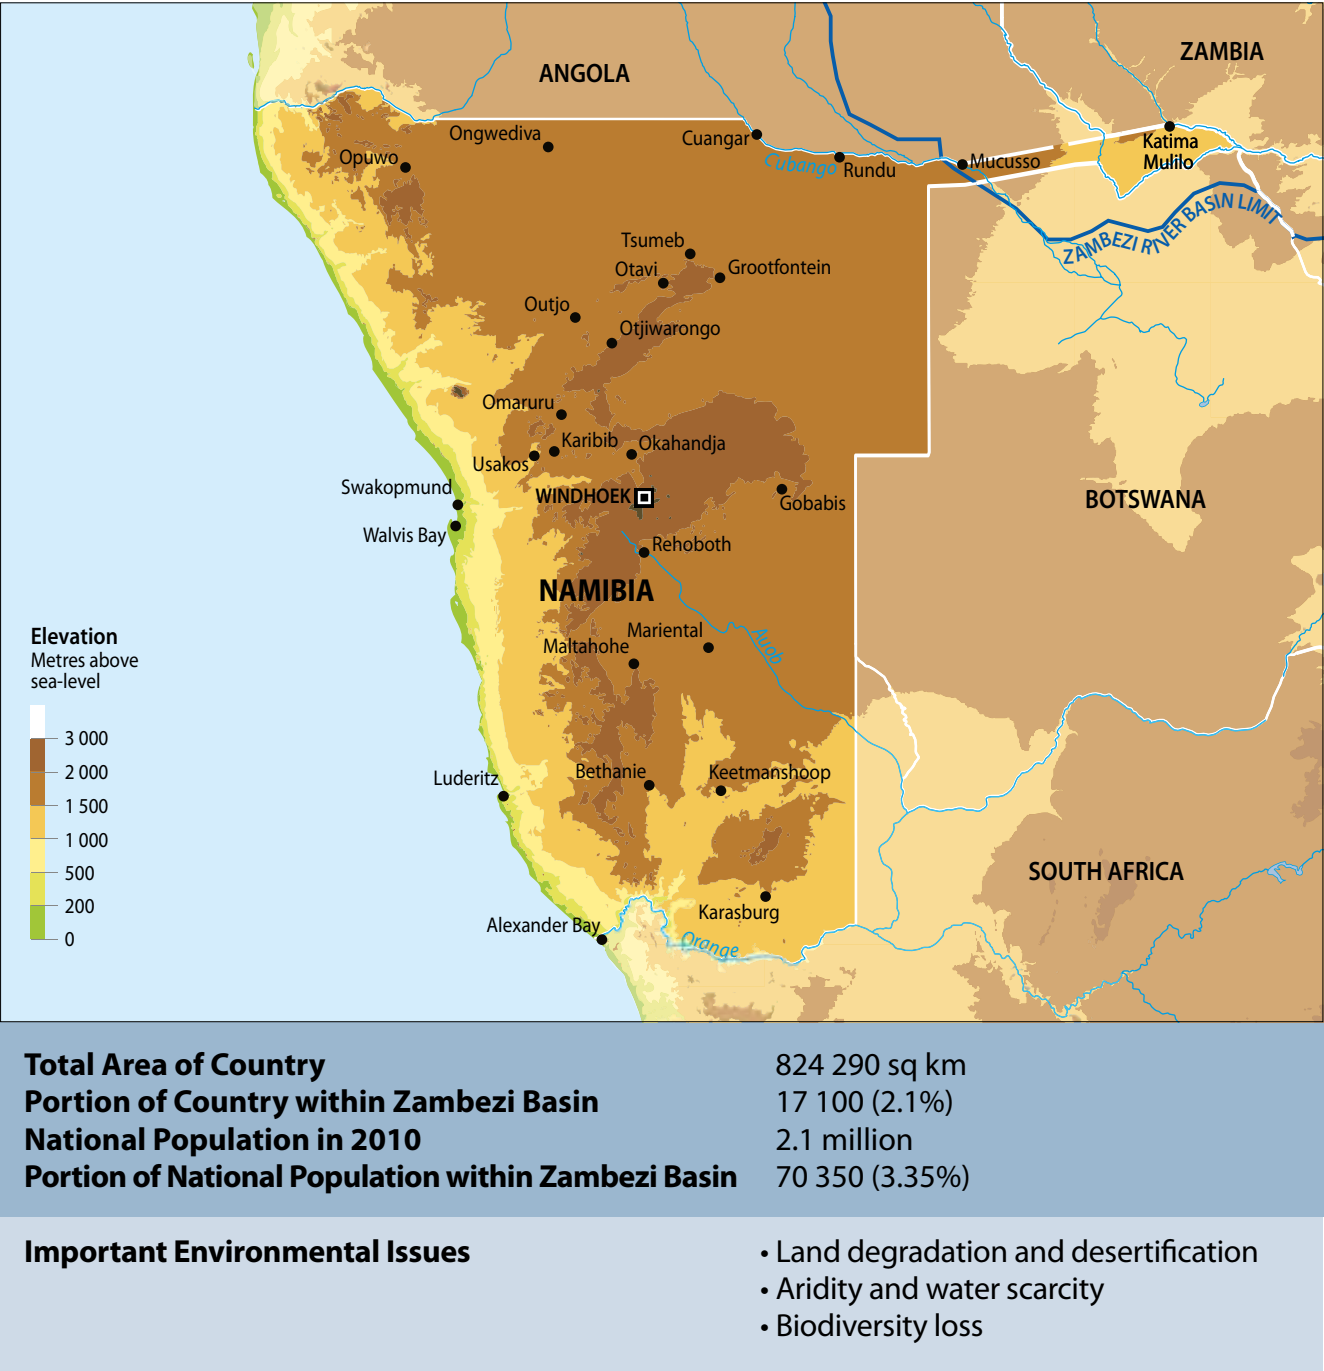 ANGOLA
ZAMBIA
Ongwediva
Cuangar
Katima
Mulilo
Opuwo
Cubango
Rundu
Mucusso
ZAMBEZI RIVER BASIN LIMIT
Tsumeb
Otavi
Grootfontein
Outjo
Otjiwarongo
Omaruru
Karibib
Okahandja
Usakos
Swakopmund
WINDHOEK
Gobabis
BOTSWANA
Walvis Bay
Rehoboth
NAMIBIA
Mariental
Auob
Maltahohe
Elevation
Metres above
sea-level
3 000
2 000
1 500
1 000
500
200
0
Luderitz
Bethanie
Keetmanshoop
SOUTH AFRICA
Karasburg
Alexander Bay
Orange
Total Area of Country 824 290 sq km
Portion of Country within Zambezi Basin 17 100 (2.1%)
National Population in 2010 2.1 million
Portion of National Population within Zambezi Basin 70 350 (3.35%)
Important Environmental Issues • Land degradation and desertification
• Aridity and water scarcity
• Biodiversity loss